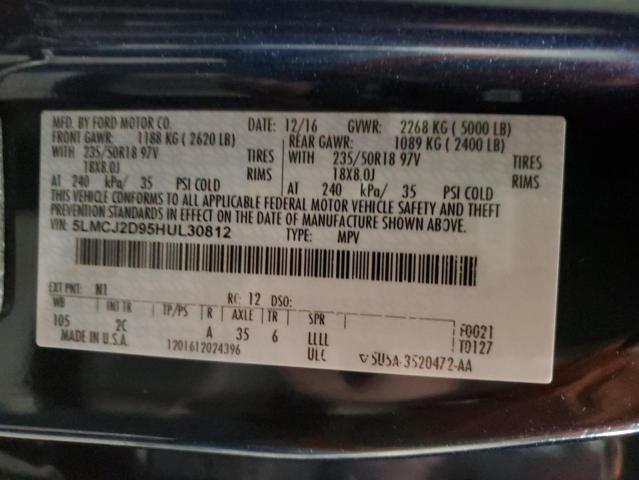 MFD. BY FORD MOTOR CO. DATE: 12/16 GVWR: 2268 KG ( 5000 LB)
FRONT GAWR: 1188 KG ( 2620 LB) REAR GAWR: 1089 KG ( 2400 LB)
WITH 235/50R18 97V TIRES WITH 235/50R18 97V TIRES
18X8.0J RIMS 18X8.0J RIMS
AT 240 kPa/ 35 PSI COLD AT 240 kPa/ 35 PSI COLD
THIS VEHICLE CONFORMS TO ALL APPLICABLE FEDERAL MOTOR VEHICLE SAFETY AND THEFT
PREVENTION STANDARDS IN EFFECT ON THE DATE OF MANUFACTURE SHOWN ABOVE.
VIN: 5LMCJ2D95HUL30812 TYPE: MPV
EXT PNT: N1 RC: 12 DSO:
WB INT TR TP/PS R AXLE TR SPR F0021
105 2C A 35 6 LLLL T0127
MADE IN U.S.A. 1201612024396 ULC 5U5A-3520472-AA